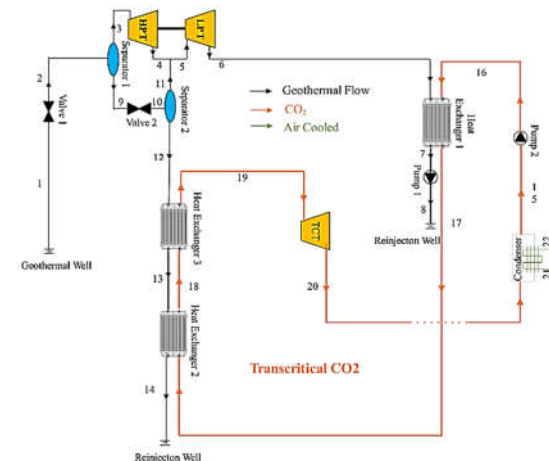 3
HPT
LPT
Separator 1
4
5
6
2
11
Geothermal Flow
16
Valve 1
9
10
Separator 2
CO₂
Heat
Exchanger 1
Valve 2
Air Cooled
Pump 2
12
7
Pump 1
1
19
8
17
1
5
Heat Exchanger 3
TCT
Reinjecton Well
Condenser
22
21
Geothermal Well
13
18
20
Heat Exchanger 2
Transcritical CO2
14
Reinjecton Well